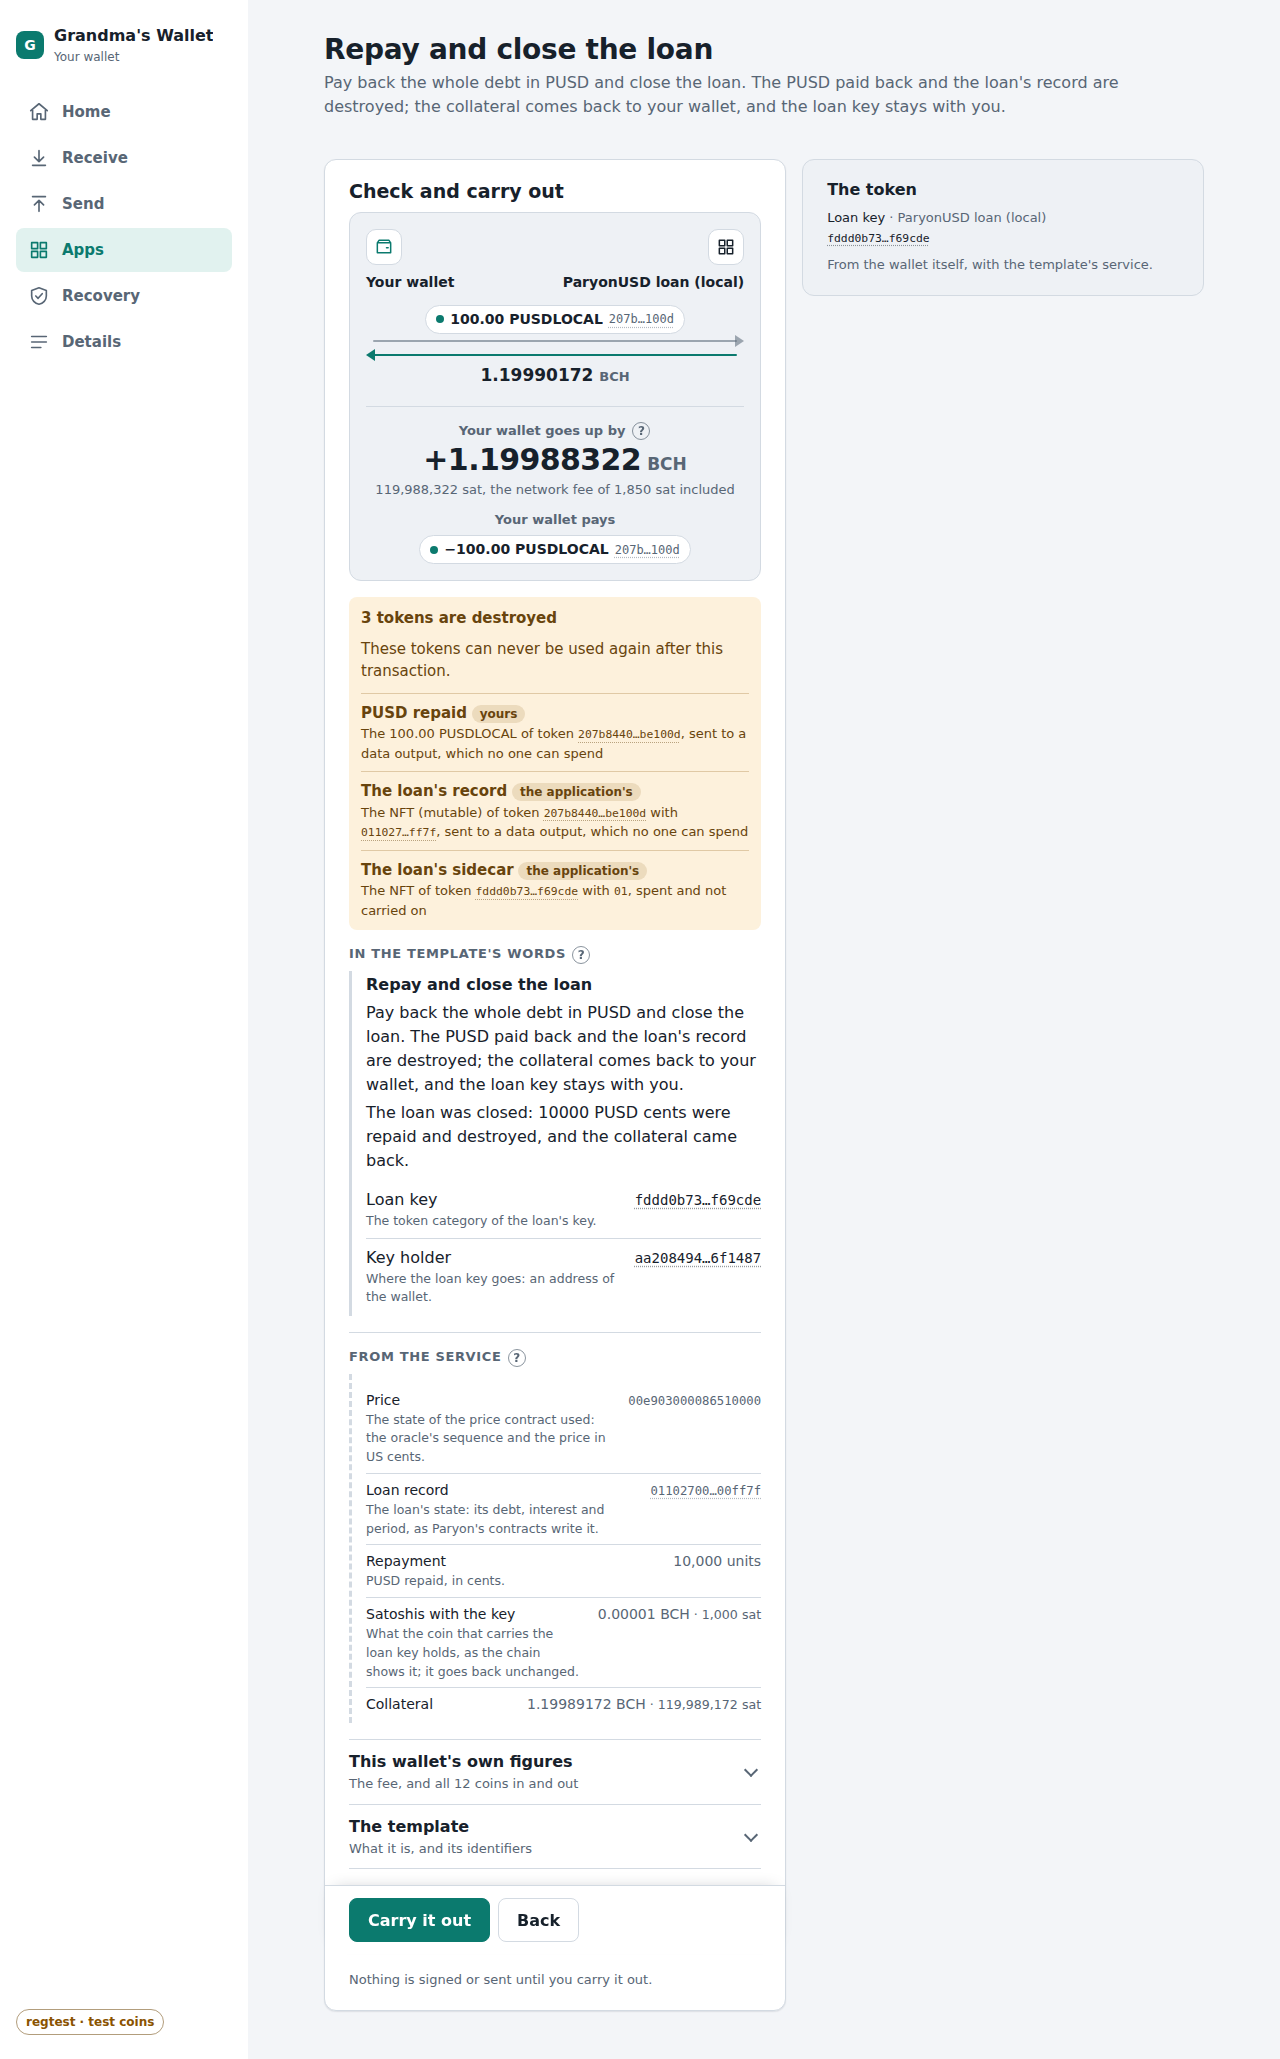 G
Grandma's Wallet
Your wallet
Home
Receive
Send
Apps
Recovery
Details
regtest · test coins
Repay and close the loan
Pay back the whole debt in PUSD and close the loan. The PUSD paid back and the loan's record are
destroyed; the collateral comes back to your wallet, and the loan key stays with you.
Check and carry out
Your wallet
ParyonUSD loan (local)
100.00 PUSDLOCAL 207b…100d
1.19990172 BCH
Your wallet goes up by ?
+1.19988322 BCH
119,988,322 sat, the network fee of 1,850 sat included
Your wallet pays
−100.00 PUSDLOCAL 207b…100d
3 tokens are destroyed
These tokens can never be used again after this
transaction.
PUSD repaid yours
The 100.00 PUSDLOCAL of token 207b8440…be100d, sent to a
data output, which no one can spend
The loan's record the application's
The NFT (mutable) of token 207b8440…be100d with
011027…ff7f, sent to a data output, which no one can spend
The loan's sidecar the application's
The NFT of token fddd0b73…f69cde with 01, spent and not
carried on
IN THE TEMPLATE'S WORDS ?
Repay and close the loan
Pay back the whole debt in PUSD and close the
loan. The PUSD paid back and the loan's record
are destroyed; the collateral comes back to your
wallet, and the loan key stays with you.
The loan was closed: 10000 PUSD cents were
repaid and destroyed, and the collateral came
back.
Loan key fddd0b73…f69cde
The token category of the loan's key.
Key holder aa208494…6f1487
Where the loan key goes: an address of
the wallet.
FROM THE SERVICE ?
Price 00e903000086510000
The state of the price contract used:
the oracle's sequence and the price in
US cents.
Loan record 01102700…00ff7f
The loan's state: its debt, interest and
period, as Paryon's contracts write it.
Repayment 10,000 units
PUSD repaid, in cents.
Satoshis with the key 0.00001 BCH · 1,000 sat
What the coin that carries the
loan key holds, as the chain
shows it; it goes back unchanged.
Collateral 1.19989172 BCH · 119,989,172 sat
This wallet's own figures
The fee, and all 12 coins in and out
The template
What it is, and its identifiers
Carry it out
Back
Nothing is signed or sent until you carry it out.
The token
Loan key · ParyonUSD loan (local)
fddd0b73…f69cde
From the wallet itself, with the template's service.